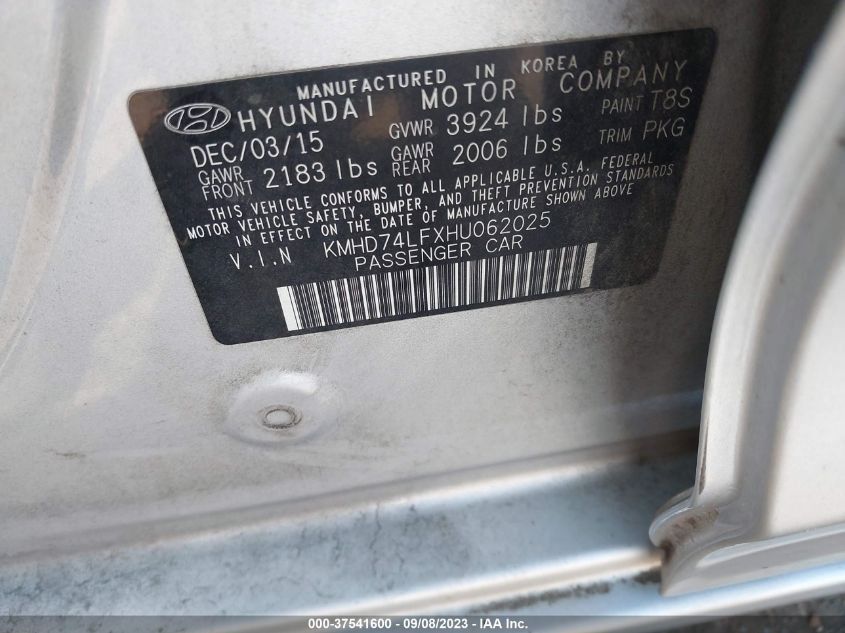 MANUFACTURED IN KOREA BY
HYUNDAI MOTOR COMPANY
DEC/03/15 GVWR 3924 lbs PAINT T8S
GAWR FRONT 2183 lbs GAWR REAR 2006 lbs TRIM PKG
THIS VEHICLE CONFORMS TO ALL APPLICABLE U.S.A. FEDERAL
MOTOR VEHICLE SAFETY, BUMPER, AND THEFT PREVENTION STANDARDS
IN EFFECT ON THE DATE OF MANUFACTURE SHOWN ABOVE
V.I.N KMHD74LFXHU062025
PASSENGER CAR
000-37541600 - 09/08/2023 - IAA Inc.